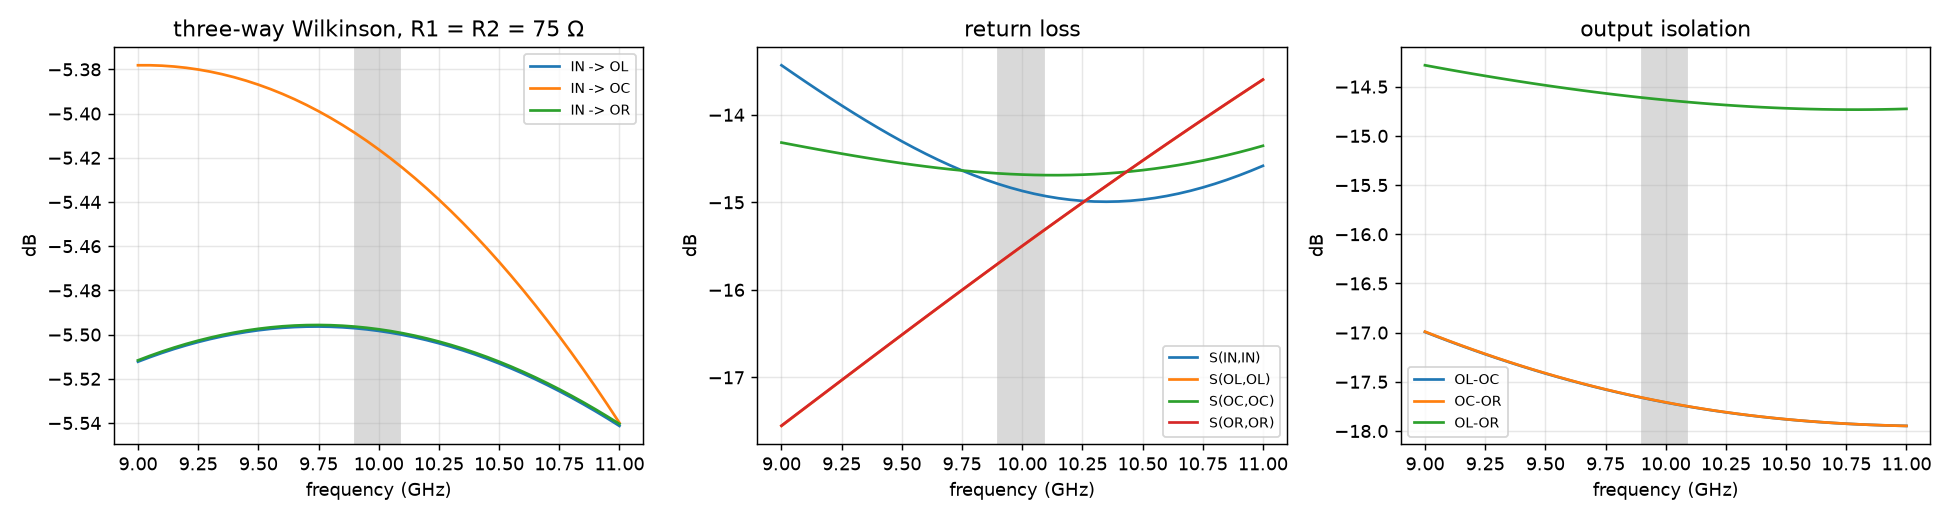 three-way Wilkinson, R1 = R2 = 75 Ω
−5.38
−5.40
−5.42
−5.44
−5.46
−5.48
−5.50
−5.52
−5.54
dB
9.00 9.25 9.50 9.75 10.00 10.25 10.50 10.75 11.00
frequency (GHz)
IN -> OL
IN -> OC
IN -> OR
return loss
−14
−15
−16
−17
dB
9.00 9.25 9.50 9.75 10.00 10.25 10.50 10.75 11.00
frequency (GHz)
S(IN,IN)
S(OL,OL)
S(OC,OC)
S(OR,OR)
output isolation
−14.5
−15.0
−15.5
−16.0
−16.5
−17.0
−17.5
−18.0
dB
9.00 9.25 9.50 9.75 10.00 10.25 10.50 10.75 11.00
frequency (GHz)
OL-OC
OC-OR
OL-OR